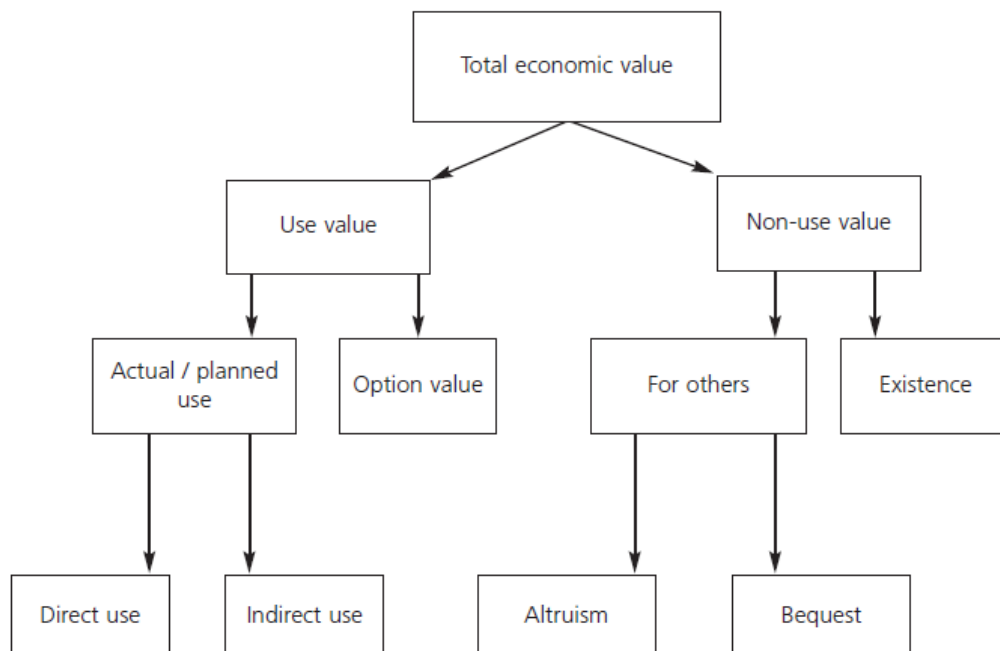 Total economic value
Use value
Non-use value
Actual / planned
use
Option value
For others
Existence
Direct use
Indirect use
Altruism
Bequest